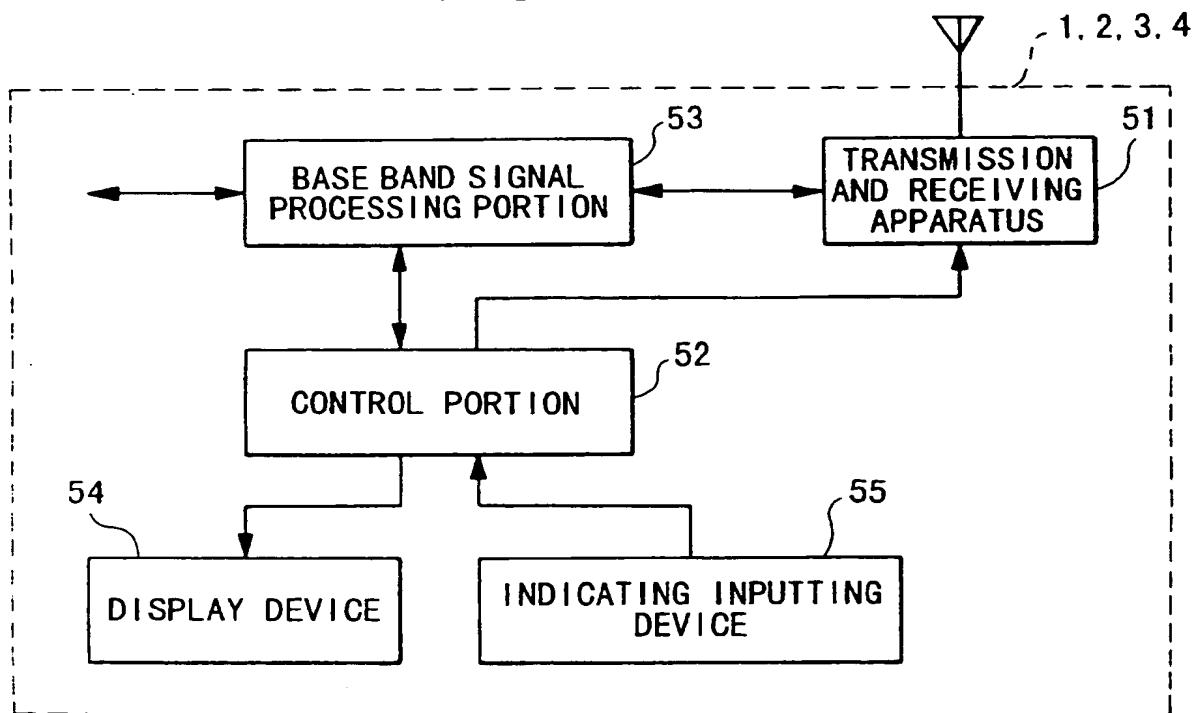 1, 2, 3, 4
53
51
BASE BAND SIGNAL
PROCESSING PORTION
TRANSMISSION
AND RECEIVING
APPARATUS
52
CONTROL PORTION
54
55
DISPLAY DEVICE
INDICATING INPUTTING
DEVICE